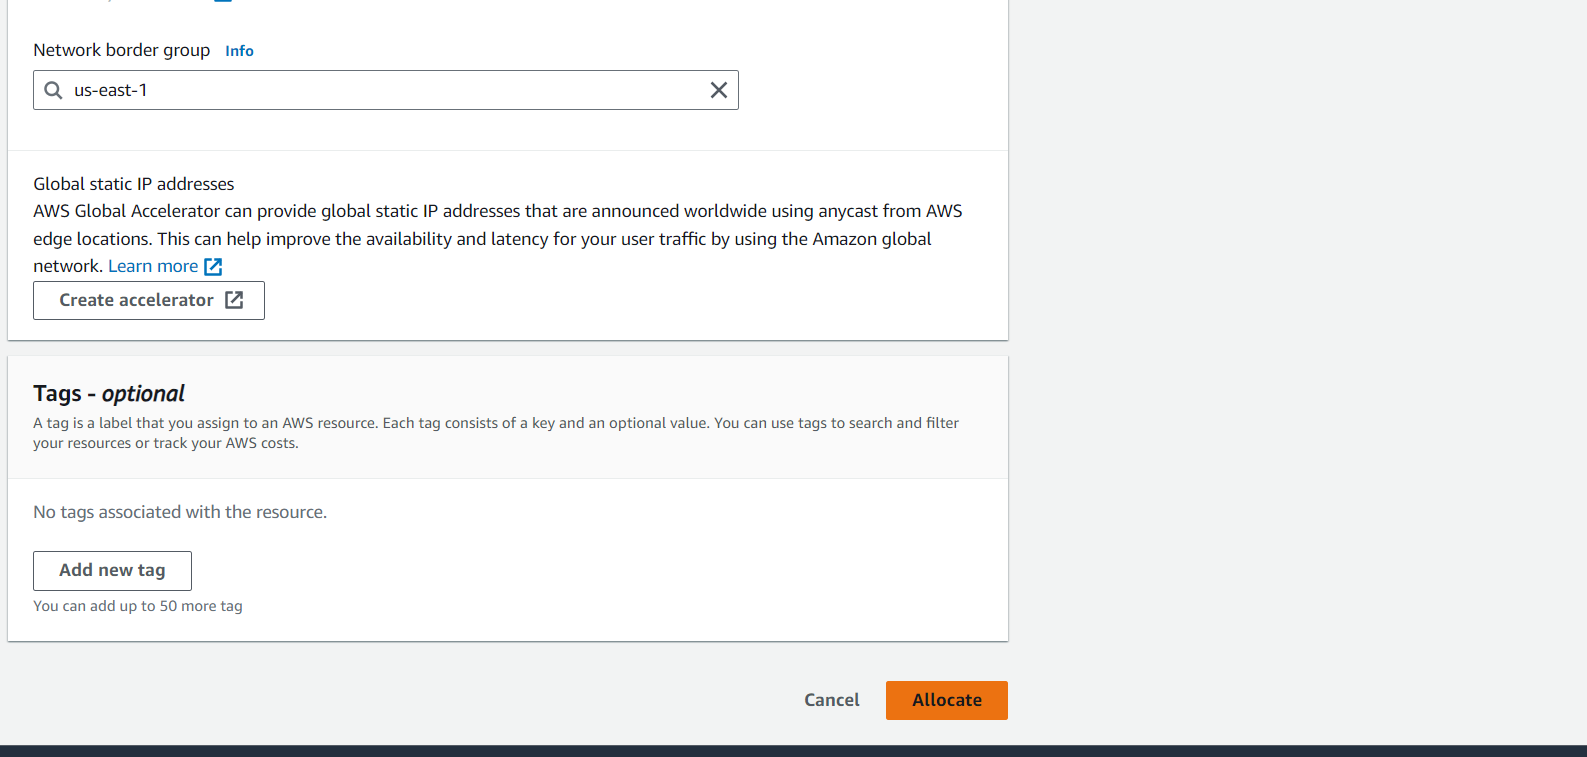 Network border group Info
us-east-1
Global static IP addresses
AWS Global Accelerator can provide global static IP addresses that are announced worldwide using anycast from AWS
edge locations. This can help improve the availability and latency for your user traffic by using the Amazon global
network. Learn more
Create accelerator
Tags - optional
A tag is a label that you assign to an AWS resource. Each tag consists of a key and an optional value. You can use tags to search and filter
your resources or track your AWS costs.
No tags associated with the resource.
Add new tag
You can add up to 50 more tag
Cancel Allocate